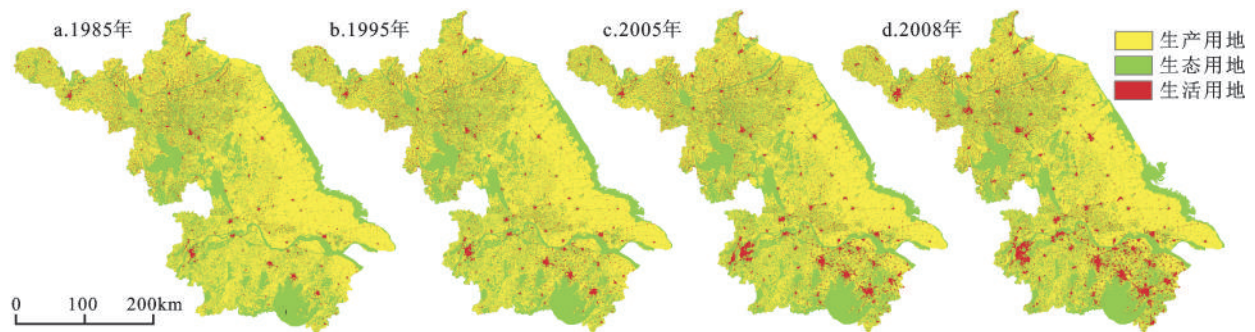 a.1985年
b.1995年
c.2005年
d.2008年
生产用地
生态用地
生活用地
0 100 200km